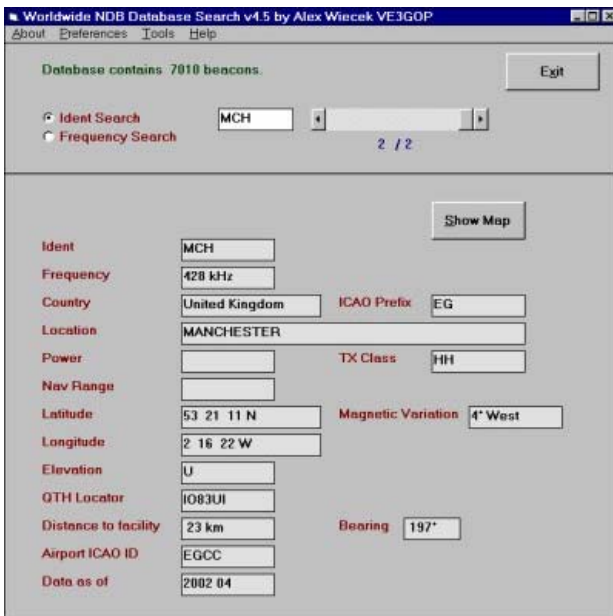 Worldwide NDB Database Search v4.5 by Alex Wiecek VE3GOP
About Preferences Tools Help
Database contains 7010 beacons.
Exit
Ident Search MCH
Frequency Search
2 / 2
Show Map
Ident MCH
Frequency 428 kHz
Country United Kingdom ICAO Prefix EG
Location MANCHESTER
Power TX Class HH
Nav Range
Latitude 53 21 11 N Magnetic Variation 4° West
Longitude 2 16 22 W
Elevation U
QTH Locator IO83UI
Distance to facility 23 km Bearing 197°
Airport ICAO ID EGCC
Data as of 2002 04